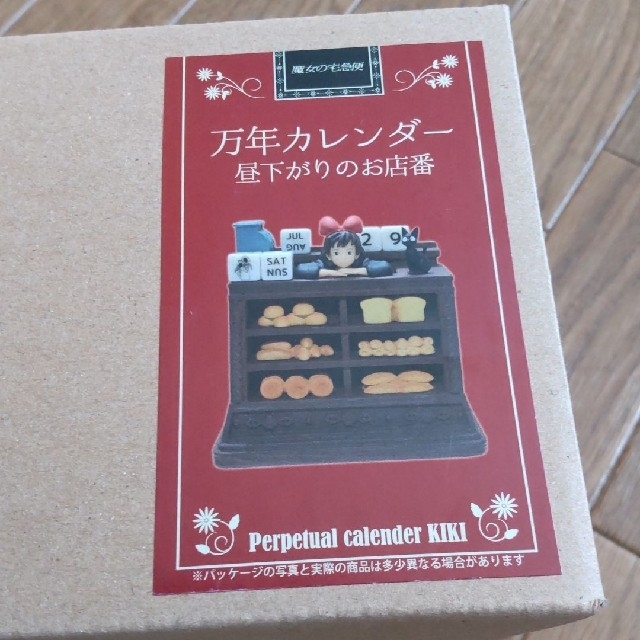 魔女の宅急便
万年カレンダー
昼下がりのお店番
JUL
AUG
2 9
SAT
SUN
Perpetual calender KIKI
※パッケージの写真と実際の商品は多少異なる場合があります